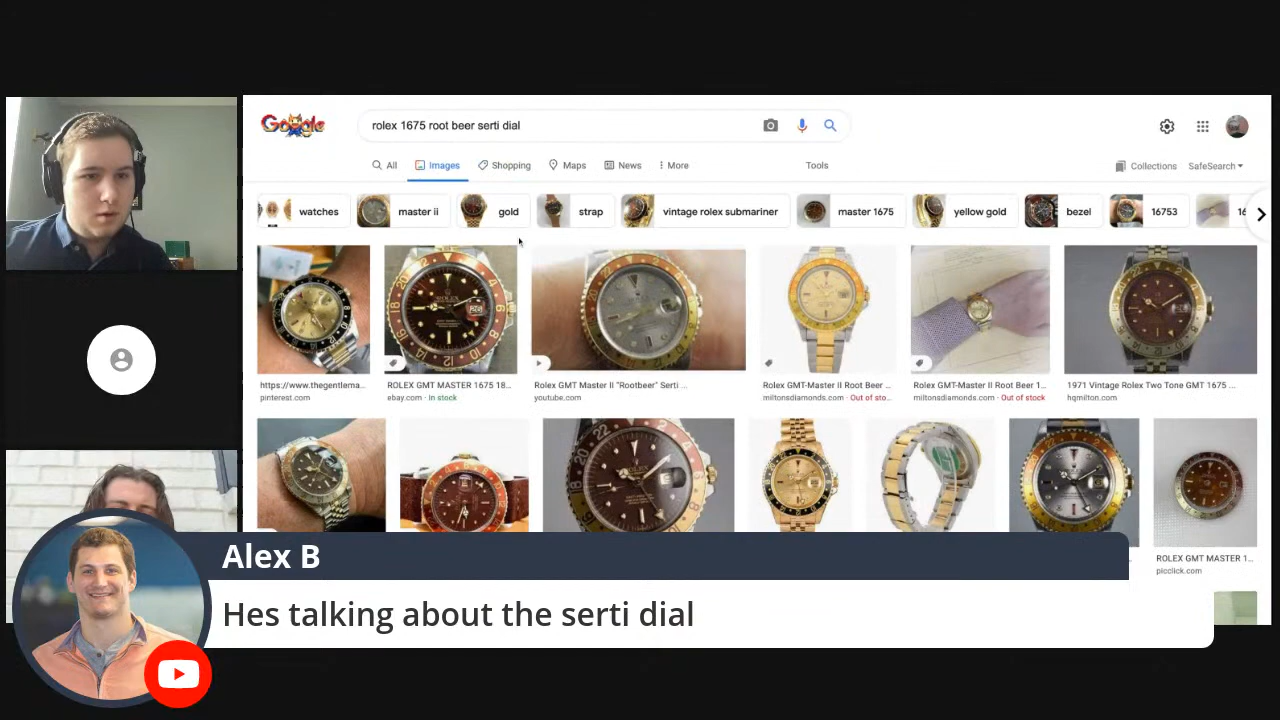 Google
rolex 1675 root beer serti dial
All Images Shopping Maps News More Tools Collections SafeSearch
watches master ii gold strap vintage rolex submariner master 1675 yellow gold bezel 16753 16
https://www.thegentlema... ROLEX GMT MASTER 1675 18... Rolex GMT Master II "Rootbeer" Serti ... Rolex GMT-Master II Root Beer ... Rolex GMT-Master II Root Beer 1... 1971 Vintage Rolex Two Tone GMT 1675 ...
pinterest.com ebay.com · In stock youtube.com miltonsdiamonds.com · Out of sto... miltonsdiamonds.com · Out of stock hqmilton.com
ROLEX GMT MASTER 1...
picclick.com
Alex B
Hes talking about the serti dial